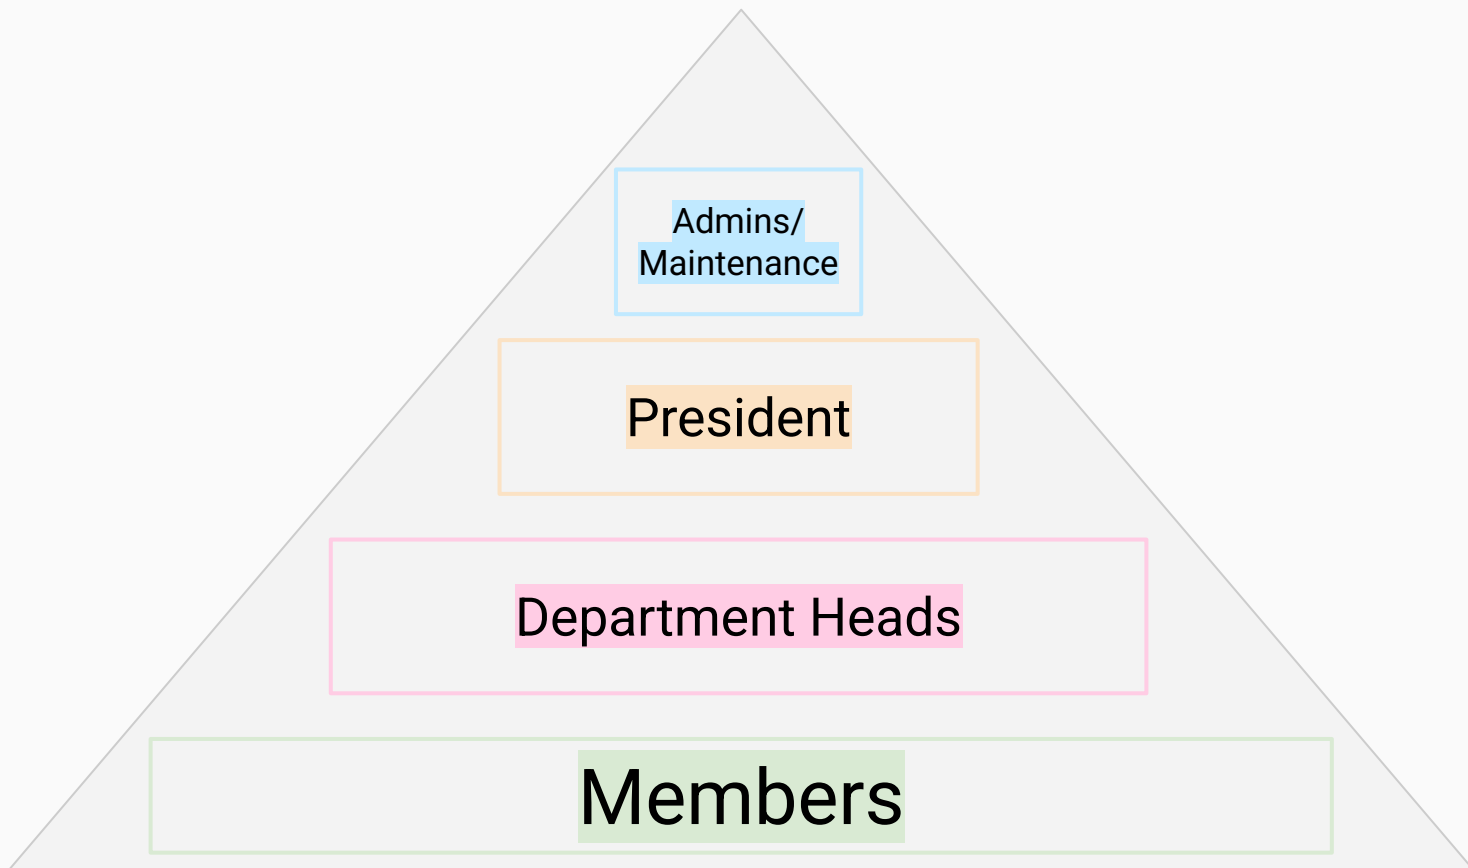 Admins/
Maintenance
President
Department Heads
Members